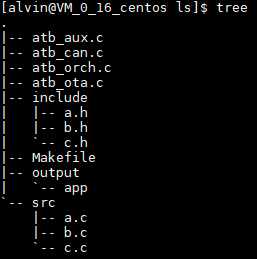 [alvin@VM_0_16_centos ls]$ tree
.
|-- atb_aux.c
|-- atb_can.c
|-- atb_orch.c
|-- atb_ota.c
|-- include
|   |-- a.h
|   |-- b.h
|   `-- c.h
|-- Makefile
|-- output
|   `-- app
`-- src
    |-- a.c
    |-- b.c
    `-- c.c